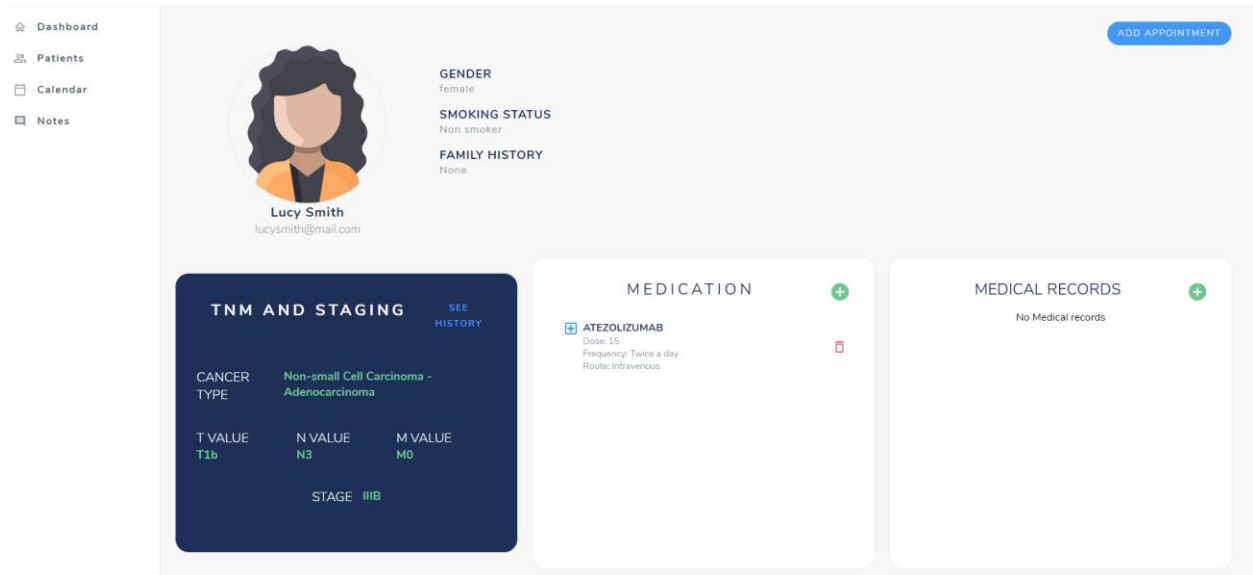 Dashboard
Patients
Calendar
Notes
ADD APPOINTMENT
GENDER
female
SMOKING STATUS
Non smoker
FAMILY HISTORY
None
Lucy Smith
lucysmith@mail.com
TNM AND STAGING
SEE
HISTORY
CANCER
TYPE
Non-small Cell Carcinoma -
Adenocarcinoma
T VALUE
T1b
N VALUE
N3
M VALUE
M0
STAGE IIIB
MEDICATION
ATEZOLIZUMAB
Dose: 15
Frequency: Twice a day
Route: Intravenous
MEDICAL RECORDS
No Medical records